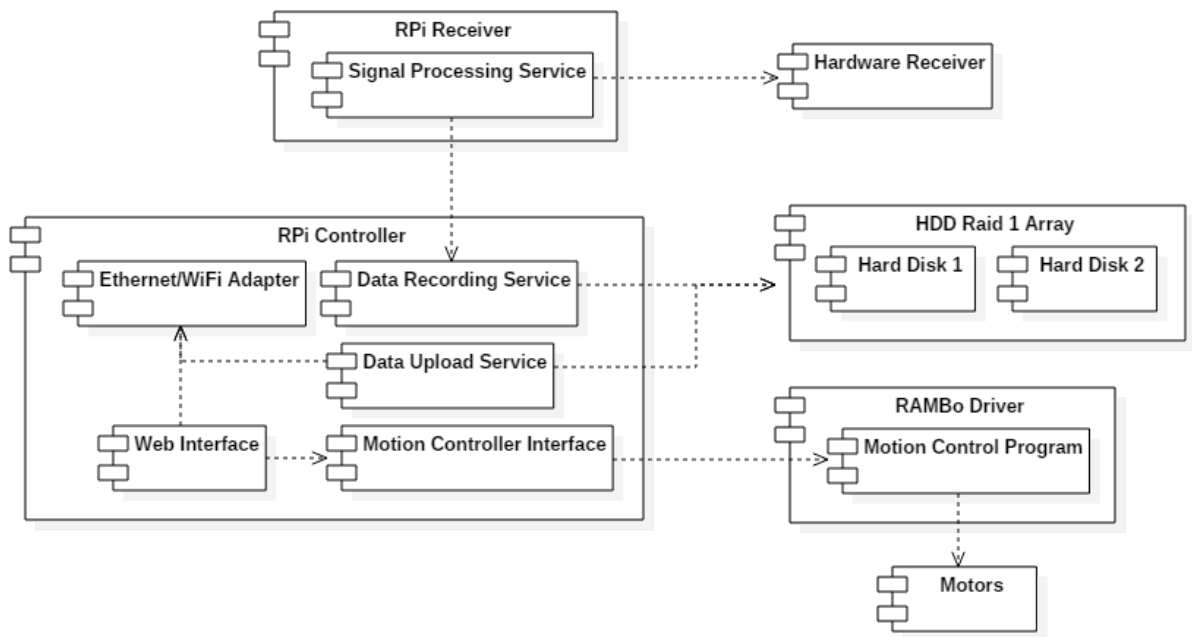 RPi Receiver
Signal Processing Service
Hardware Receiver
RPi Controller
Ethernet/WiFi Adapter
Data Recording Service
Data Upload Service
Web Interface
Motion Controller Interface
HDD Raid 1 Array
Hard Disk 1
Hard Disk 2
RAMBo Driver
Motion Control Program
Motors